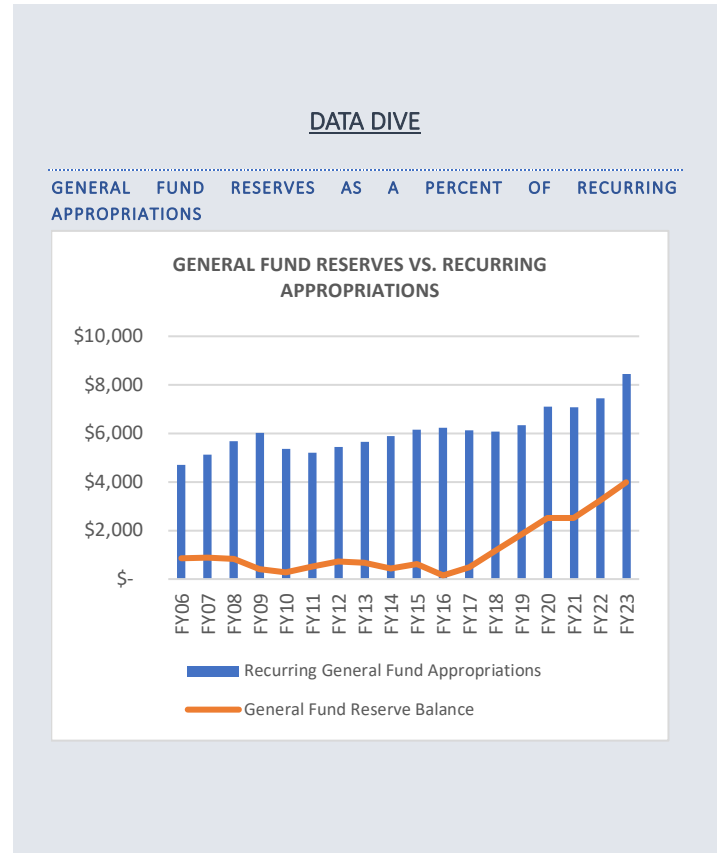 DATA DIVE
GENERAL FUND RESERVES AS A PERCENT OF RECURRING
APPROPRIATIONS
GENERAL FUND RESERVES VS. RECURRING
APPROPRIATIONS
$10,000
$8,000
$6,000
$4,000
$2,000
$-
FY06
FY07
FY08
FY09
FY10
FY11
FY12
FY13
FY14
FY15
FY16
FY17
FY18
FY19
FY20
FY21
FY22
FY23
Recurring General Fund Appropriations
General Fund Reserve Balance